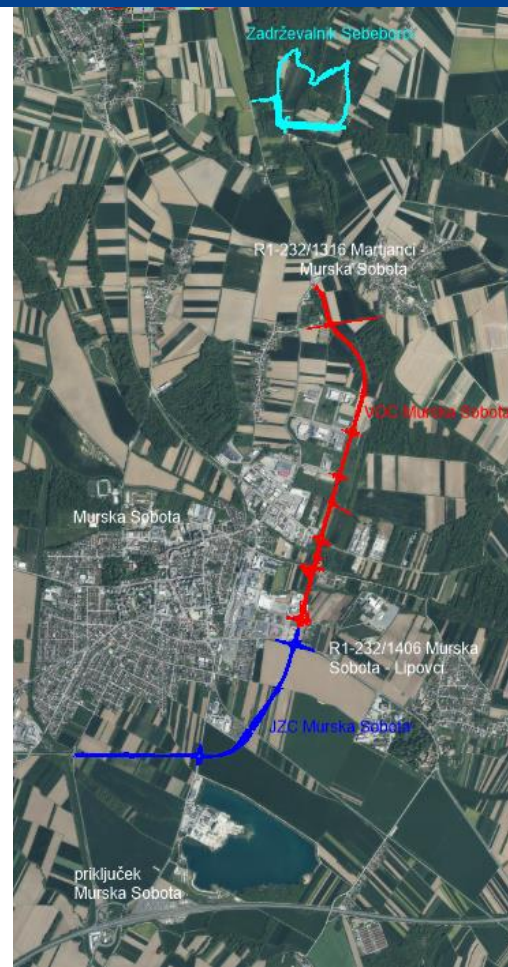 Zadrževalnik Sebeborci
R1-232/1316 Martjanci -
Murska Sobota
VOC Murska Sobota
Murska Sobota
R1-232/1406 Murska
Sobota - Lipovci
JZC Murska Sobota
priključek
Murska Sobota